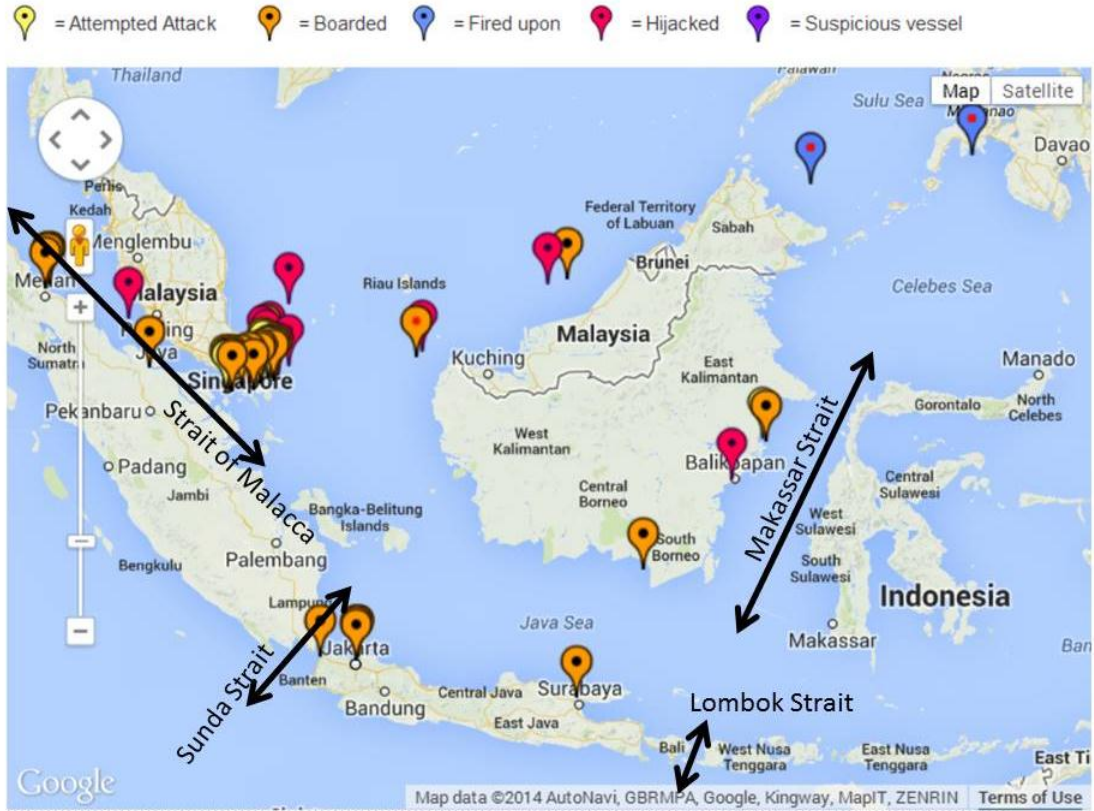 = Attempted Attack = Boarded = Fired upon = Hijacked = Suspicious vessel
Thailand
Palawan
Map Satellite
Sulu Sea
Davao
Perlis
Kedah
Menglembu
Federal Territory
of Labuan
Sabah
Brunei
Riau Islands
Celebes Sea
Malaysia
North
Sumatra
Jaya
Kuching
Malaysia
East
Kalimantan
Manado
Singapore
Pekanbaru
Strait of Malacca
Gorontalo
North
Celebes
West
Kalimantan
Balikpapan
Makassar Strait
Padang
Jambi
Central
Borneo
Central
Sulawesi
Bangka-Belitung
Islands
West
Sulawesi
Palembang
Bengkulu
South
Borneo
South
Sulawesi
Indonesia
Lampung
Java Sea
Makassar
Ban
Jakarta
Sunda Strait
Banten
Bandung
Central Java
Surabaya
East Java
Lombok Strait
Bali
West Nusa
Tenggara
East Nusa
Tenggara
East Ti
Google
Map data ©2014 AutoNavi, GBRMPA, Google, Kingway, MapIT, ZENRIN Terms of Use